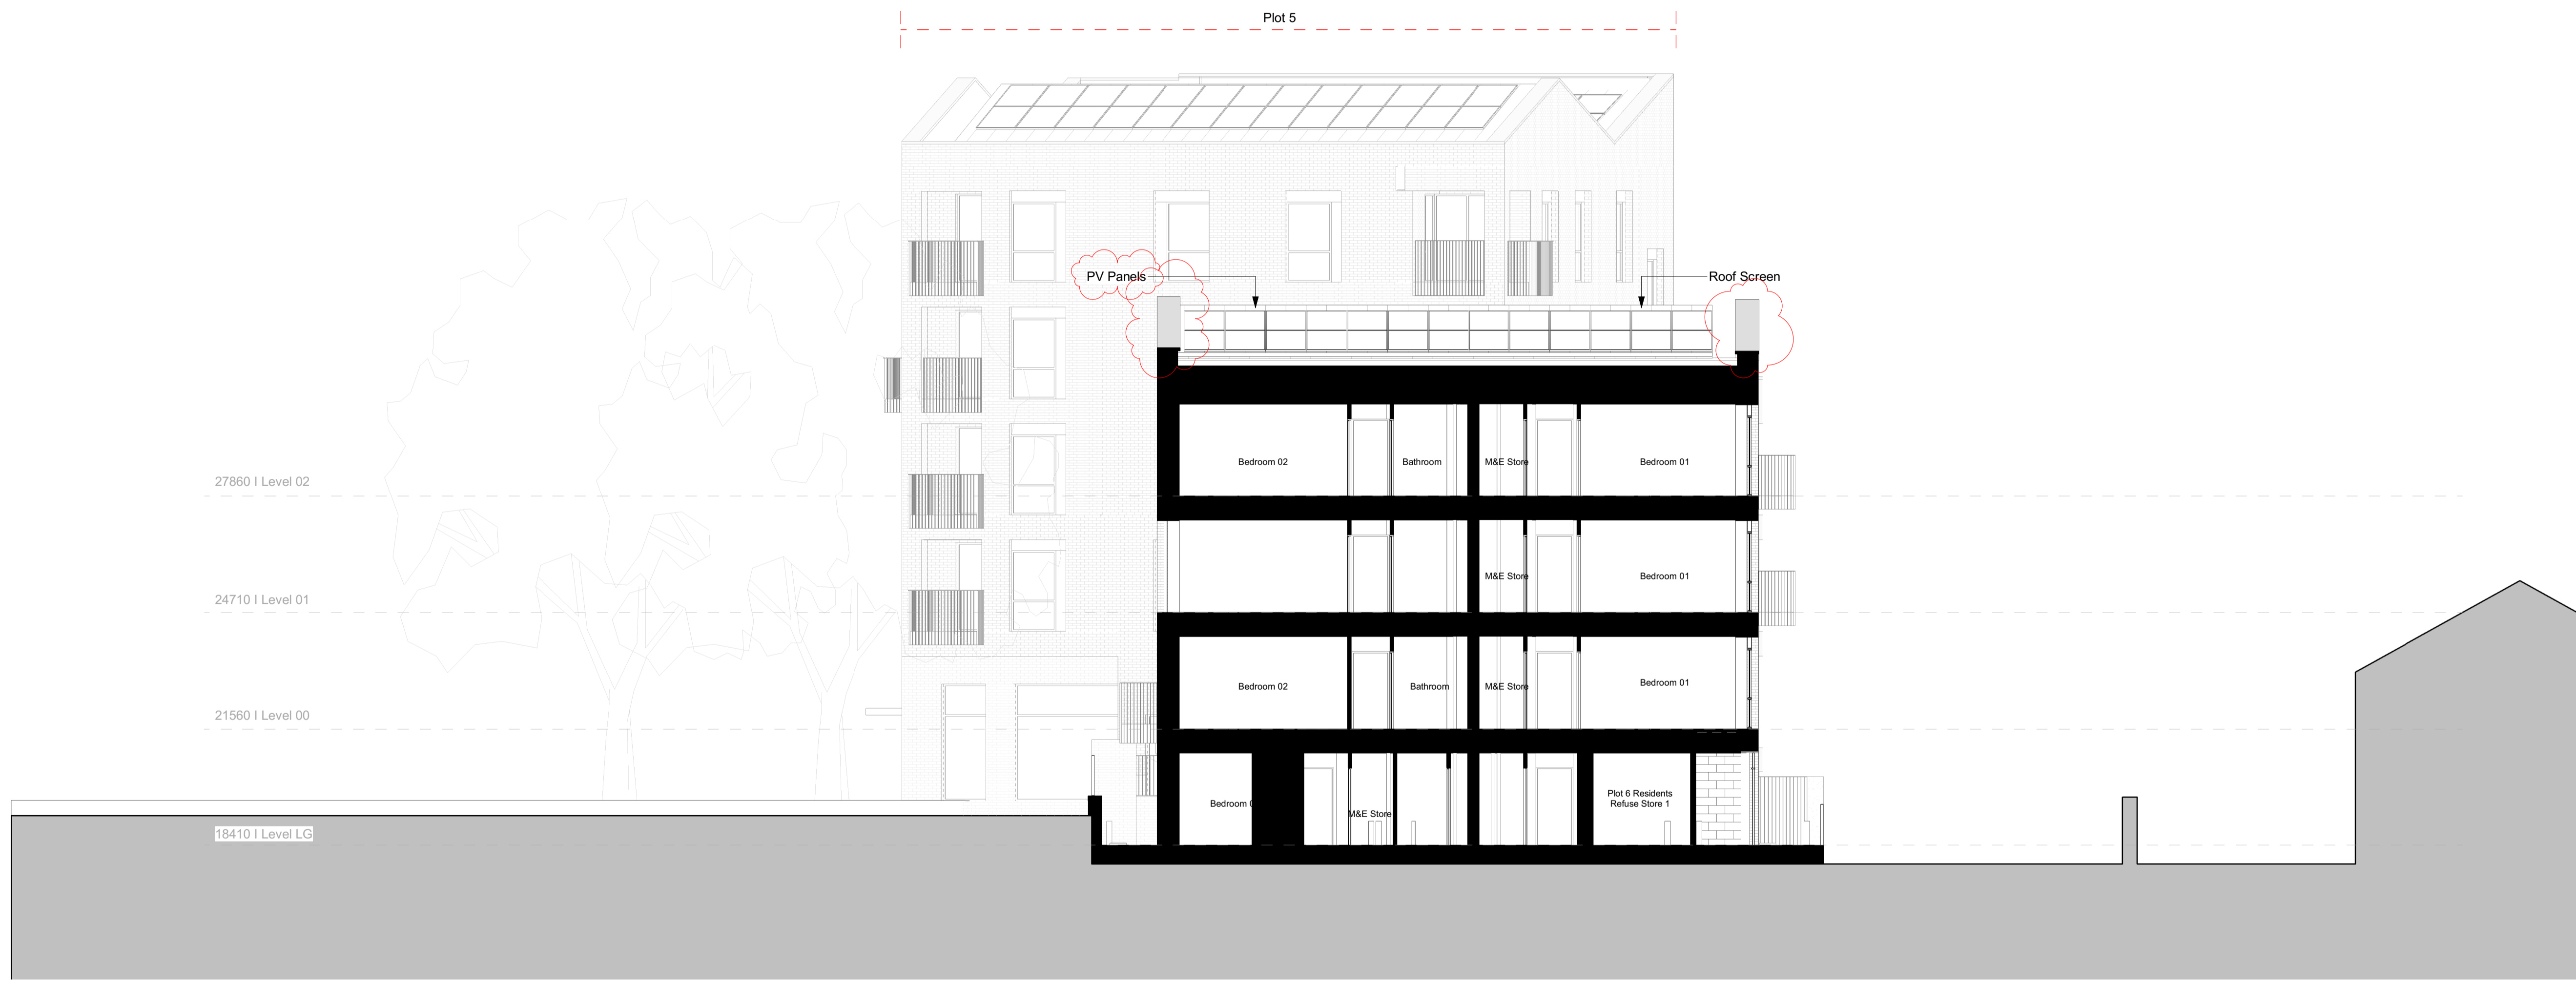 Plot 5
PV Panels
Roof Screen
Bedroom 02
Bathroom
M&E Store
Bedroom 01
27860 I Level 02
M&E Store
Bedroom 01
24710 I Level 01
Bedroom 02
Bathroom
M&E Store
Bedroom 01
21560 I Level 00
Bedroom
M&E Store
Plot 6 Residents
Refuse Store 1
18410 I Level LG